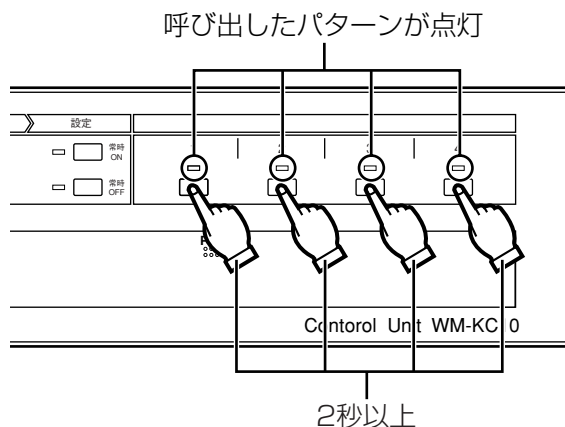 呼び出したパターンが点灯
設定
常時
ON
常時
OFF
Contorol Unit WM-KC 0
2秒以上